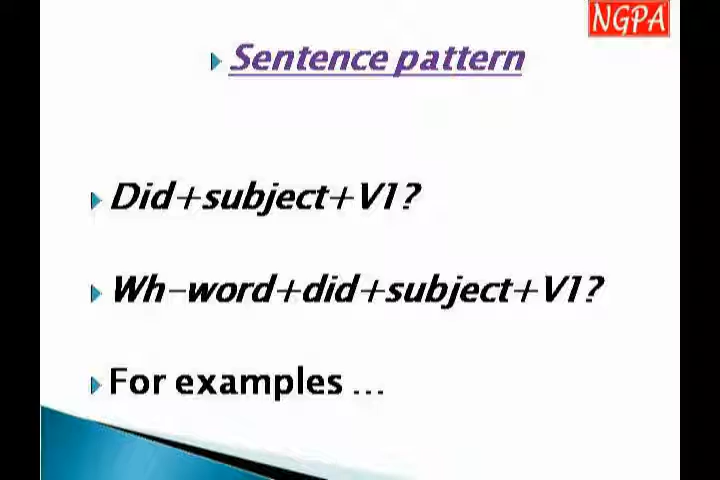 NGPA
Sentence pattern
Did+subject+V1?
Wh-word+did+subject+V1?
For examples ...